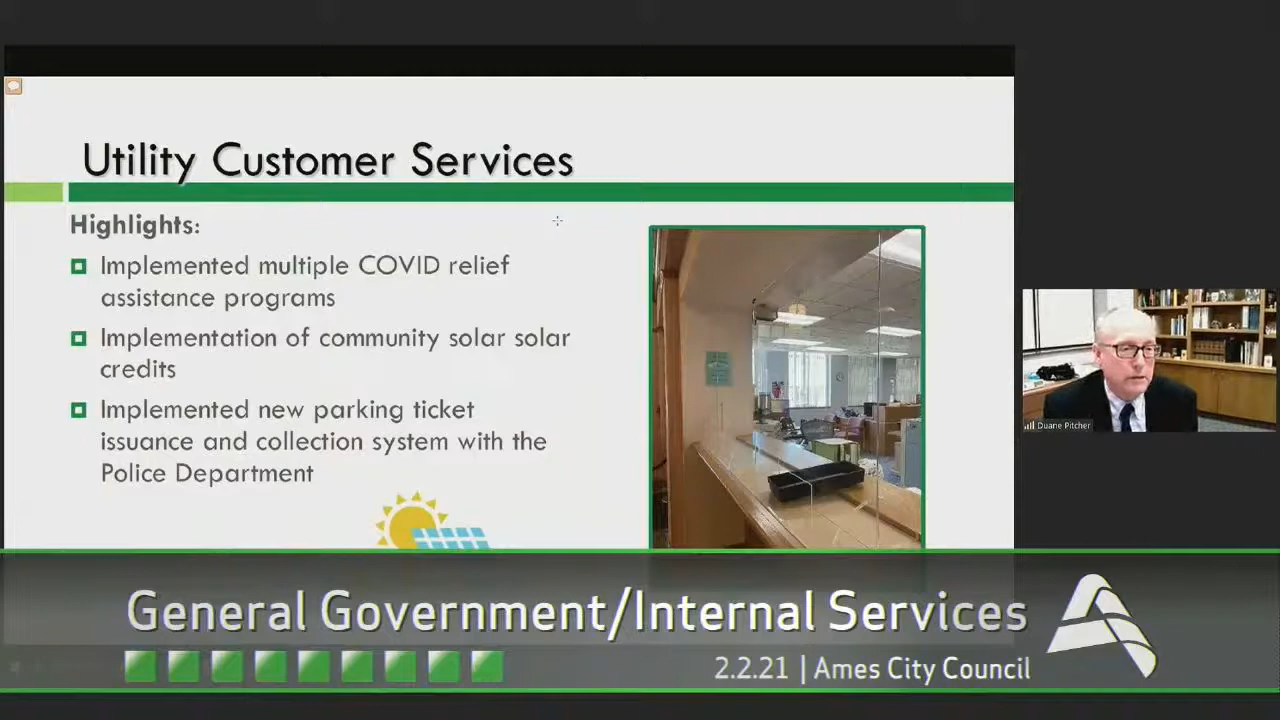 Utility Customer Services
Highlights:
Implemented multiple COVID relief
assistance programs
Implementation of community solar solar
credits
Implemented new parking ticket
issuance and collection system with the
Police Department
Duane Pitcher
General Government/Internal Services
2.2.21 | Ames City Council